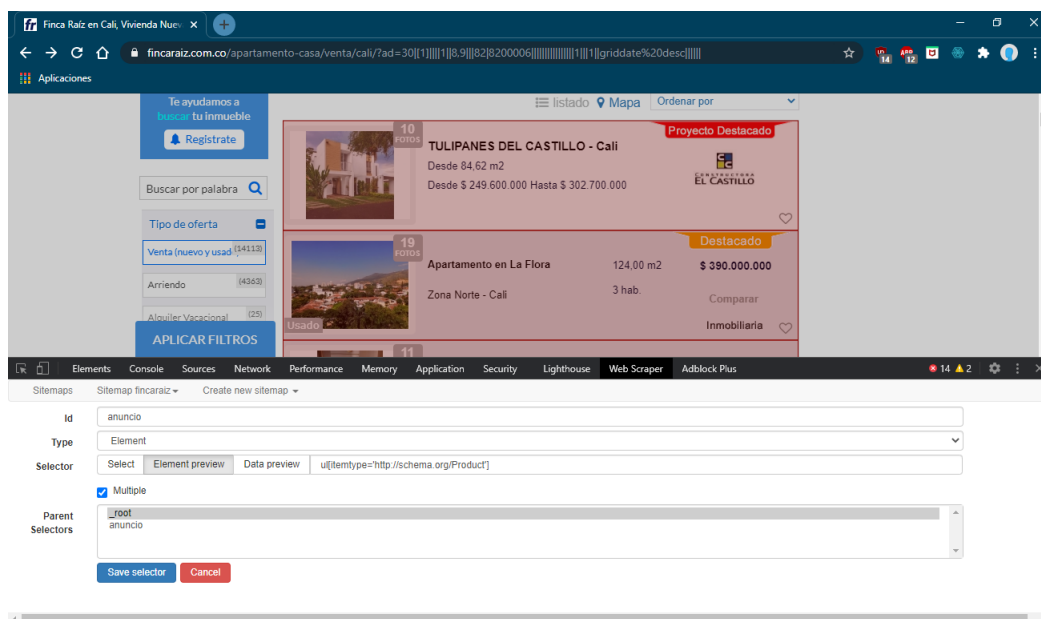 Finca Raíz en Cali, Vivienda Nuev
fincaraiz.com.co/apartamento-casa/venta/cali/?ad=30|[1]||||1||8,9|||82|8200006|||||||||||||||||1|||1||griddate%20desc||||||
14
12
Aplicaciones
Te ayudamos a
buscar tu inmueble
Registrate
listado Mapa Ordenar por
10
FOTOS
Proyecto Destacado
TULIPANES DEL CASTILLO - Cali
Desde 84,62 m2
Desde $ 249.600.000 Hasta $ 302.700.000
CONSTRUCTORA
EL CASTILLO
Buscar por palabra
Tipo de oferta
Venta (nuevo y usad (14113)
Arriendo (4363)
Alquiler Vacacional (25)
APLICAR FILTROS
19
FOTOS
Destacado
Apartamento en La Flora 124,00 m2 $ 390.000.000
Zona Norte - Cali 3 hab.
Comparar
Usado
Inmobiliaria
11
Elements Console Sources Network Performance Memory Application Security Lighthouse Web Scraper Adblock Plus 14 2
Sitemaps Sitemap fincaraiz Create new sitemap
Id anuncio
Type Element
Selector Select Element preview Data preview ul[itemtype='http://schema.org/Product']
Multiple
Parent Selectors
_root
anuncio
Save selector Cancel